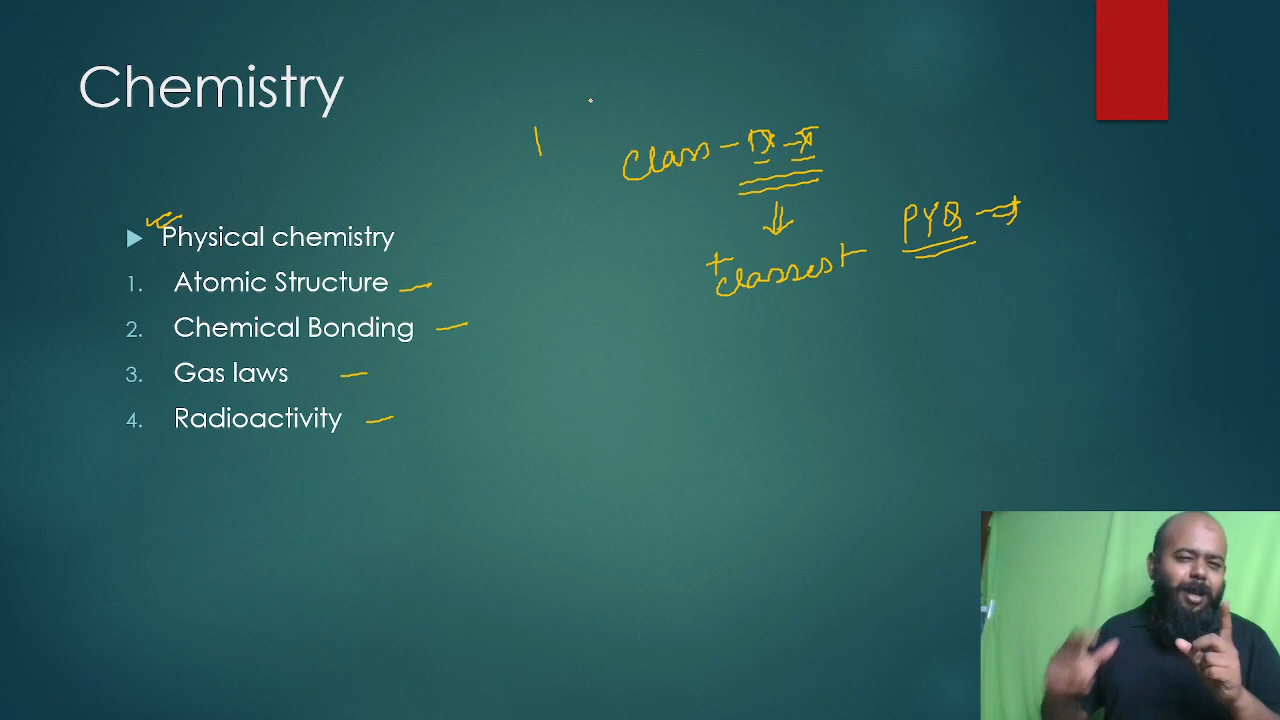 Chemistry
Class - IX - X
Physical chemistry
PYQ
1. Atomic Structure
classes
2. Chemical Bonding
3. Gas laws
4. Radioactivity